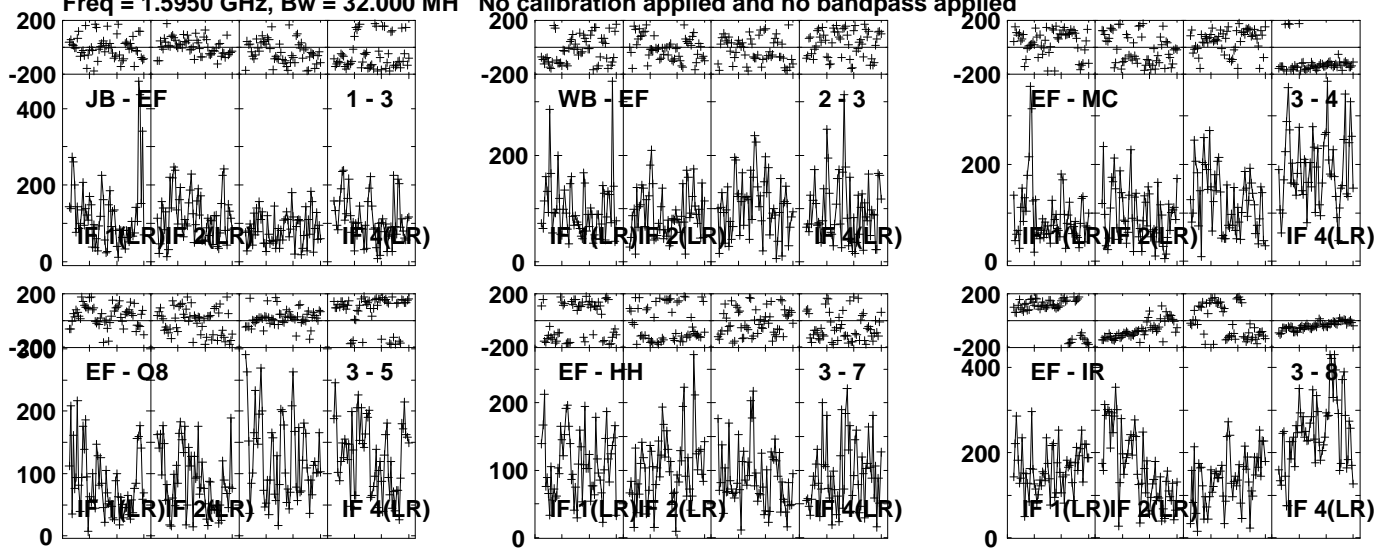 Freq = 1.5950 GHz, Bw = 32.000 MH No calibration applied and no bandpass applied
200
-200
JB - EF 1 - 3
400
200
0
IF 1(LR) IF 2(LR) IF 4(LR)
200
-200
WB - EF 2 - 3
200
0
IF 1(LR) IF 2(LR) IF 4(LR)
200
-200
EF - MC 3 - 4
200
0
IF 1(LR) IF 2(LR) IF 4(LR)
200
-200
300
EF - O8 3 - 5
200
100
0
IF 1(LR) IF 2(LR) IF 4(LR)
200
-200
EF - HH 3 - 7
200
100
0
IF 1(LR) IF 2(LR) IF 4(LR)
200
-200
400
EF - IR 3 - 8
200
0
IF 1(LR) IF 2(LR) IF 4(LR)